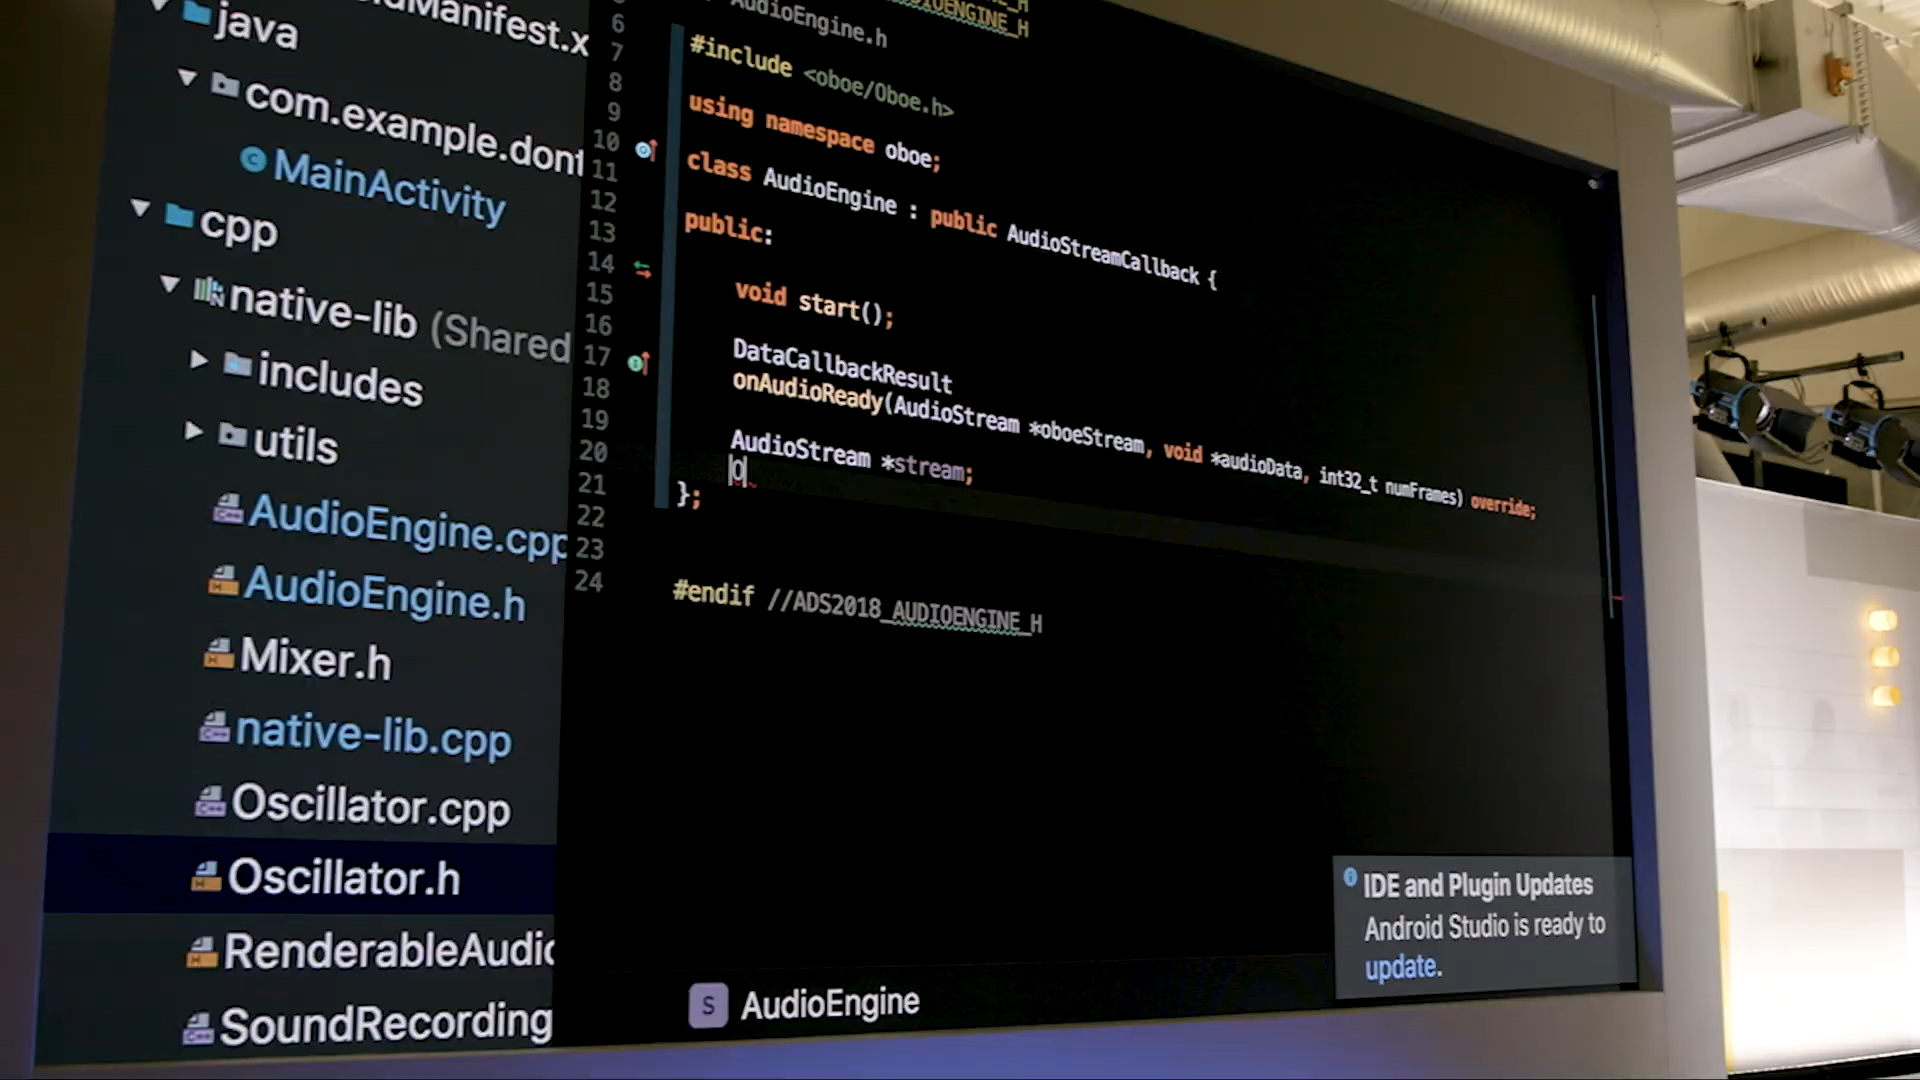 Manifest.x
java
com.example.dont
MainActivity
cpp
native-lib (Shared
includes
utils
AudioEngine.cpp
AudioEngine.h
Mixer.h
native-lib.cpp
Oscillator.cpp
Oscillator.h
RenderableAudio
SoundRecording
6
7
8
9
10
11
12
13
14
15
16
17
18
19
20
21
22
23
24
AudioEngine.h
#include <oboe/Oboe.h>
using namespace oboe;
class AudioEngine : public AudioStreamCallback {
public:
void start();
DataCallbackResult
onAudioReady(AudioStream *oboeStream, void *audioData, int32_t numFrames) override;
AudioStream *stream;
O
};
#endif //ADS2018_AUDIOENGINE_H
S AudioEngine
IDE and Plugin Updates
Android Studio is ready to
update.